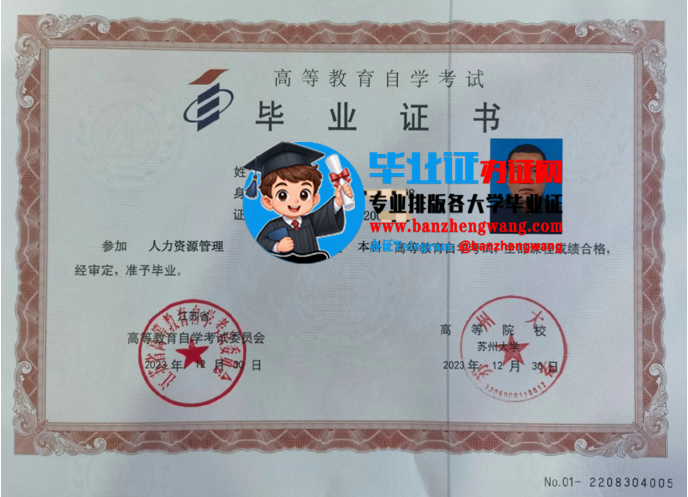 高等教育自学考试
毕业证书
姓
毕业证办证网
身
专业排版各大学毕业证
证 200
www.banzhengwang.com
@banzhengwang
参加 人力资源管理 本科 高等教育自学考试,全部课程成绩合格,
经审定,准予毕业。
江苏省
高等教育自学考试委员会
2023 年 12 月 30 日
高等院校
苏州大学
2023 年 12 月 30 日
No.01- 2208304005